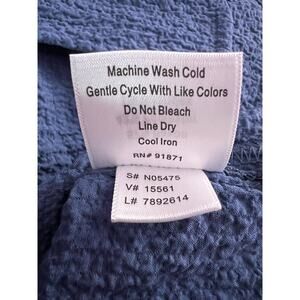 Machine Wash Cold
Gentle Cycle With Like Colors
Do Not Bleach
Line Dry
Cool Iron
RN# 91871
S# N05475
V# 15561
L# 7892614